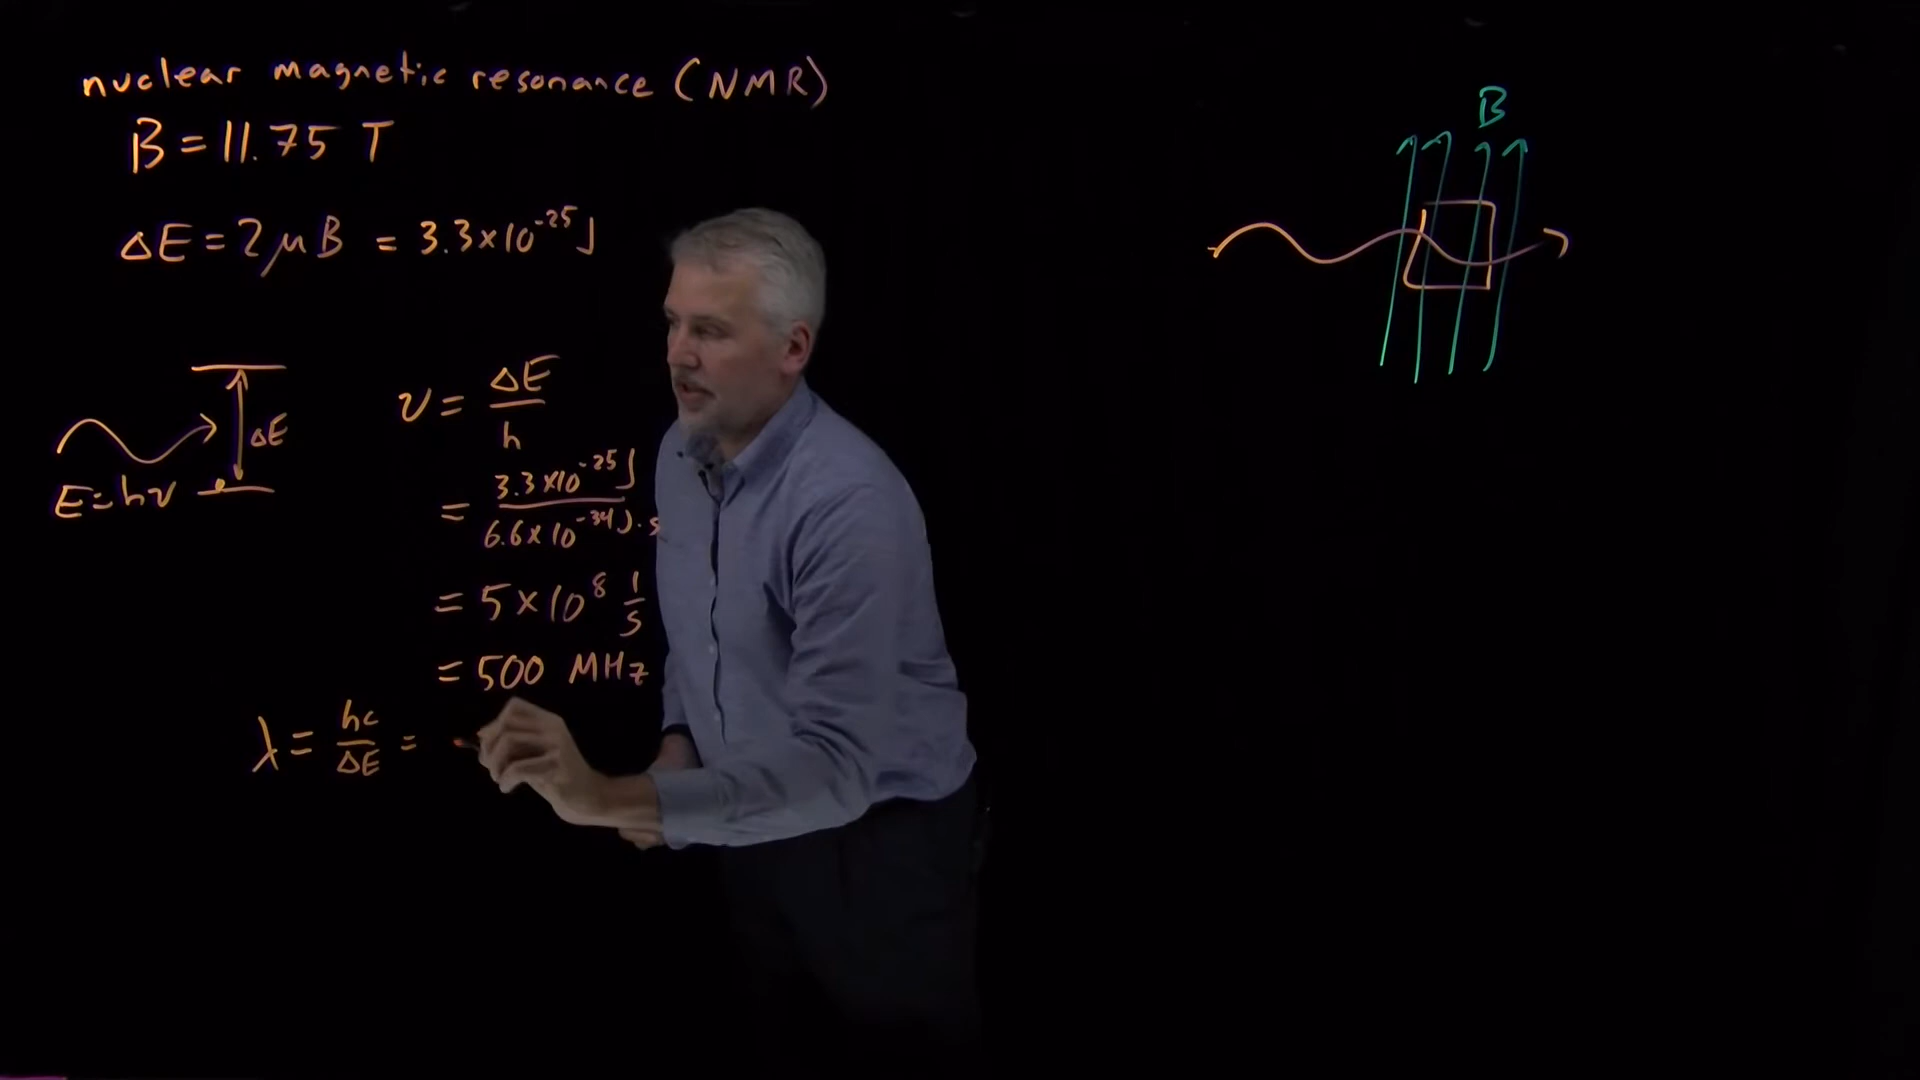 nuclear magnetic resonance (NMR)
B = 11.75 T
ΔE = 2μB = 3.3×10⁻²⁵ J
ΔE
E=hν
ν = ΔE/h
= 3.3×10⁻²⁵ J / 6.6×10⁻³⁴ J·s
= 5×10⁸ 1/s
= 500 MHz
λ = hc/ΔE =
B